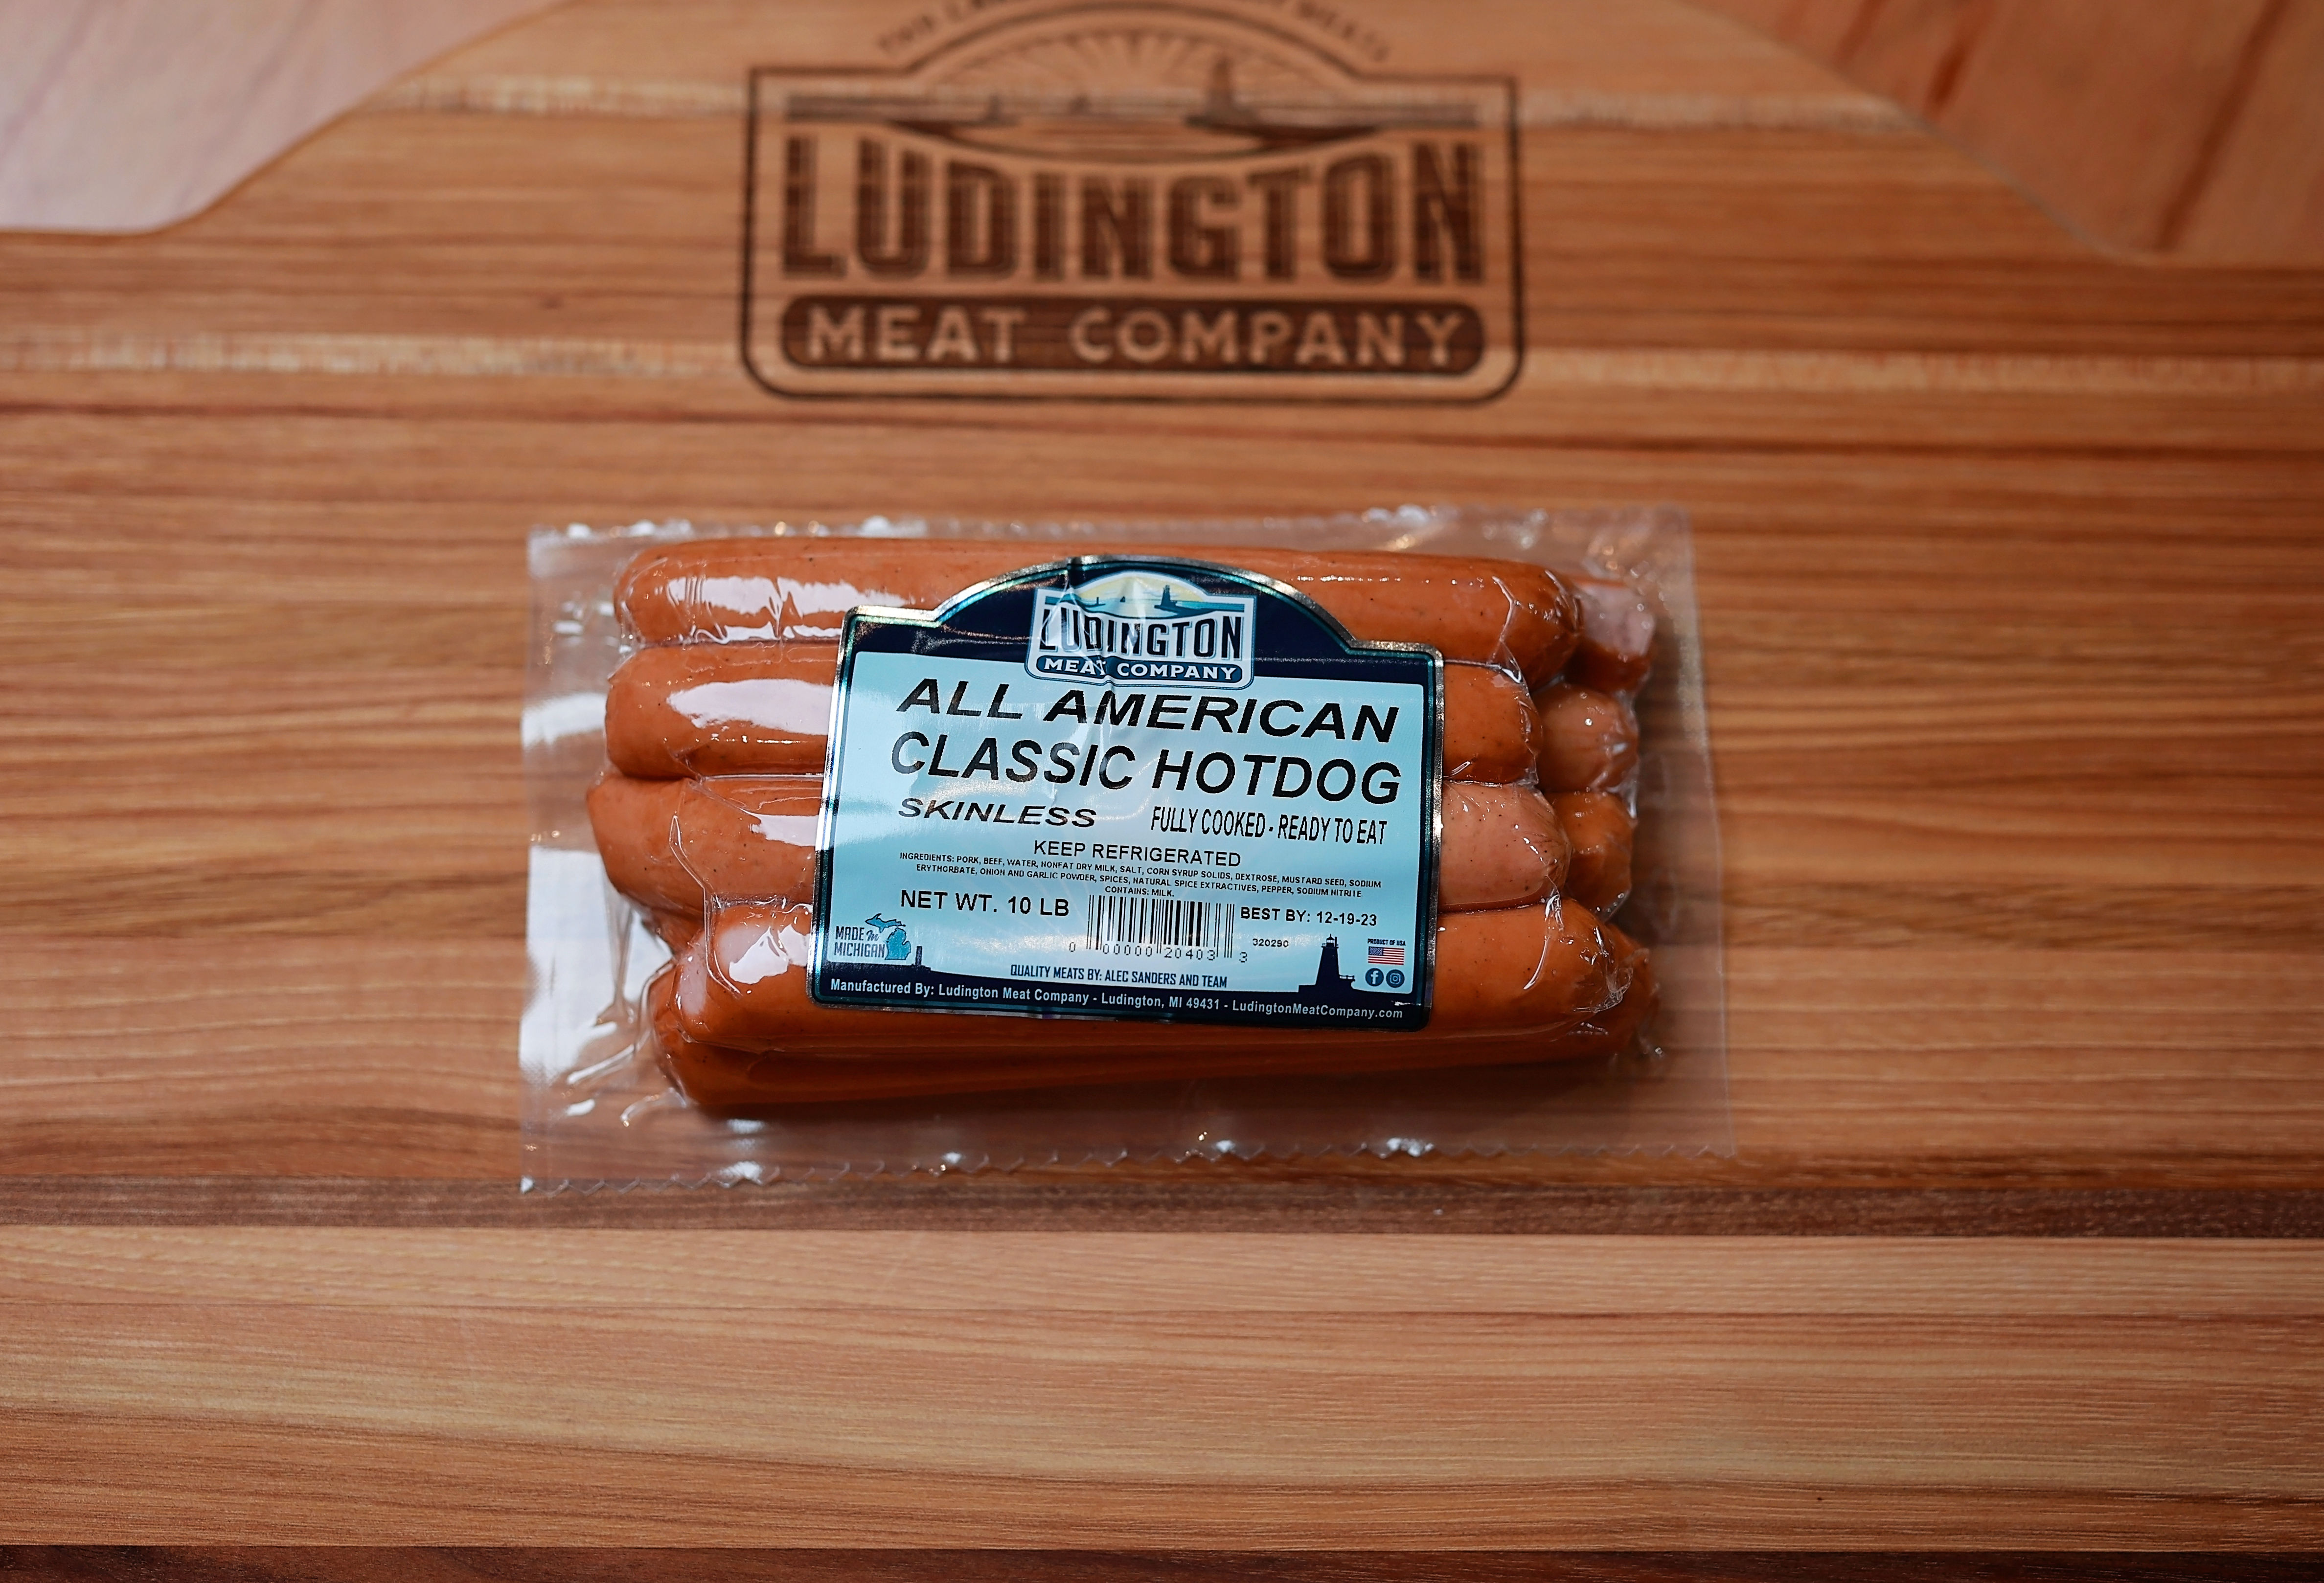 LUDINGTON
MEAT COMPANY
LUDINGTON
MEAT COMPANY
ALL AMERICAN
CLASSIC HOTDOG
SKINLESS FULLY COOKED - READY TO EAT
KEEP REFRIGERATED
INGREDIENTS: PORK, BEEF, WATER, NONFAT DRY MILK, SALT, CORN SYRUP SOLIDS, DEXTROSE, MUSTARD SEED, SODIUM
ERYTHORBATE, ONION AND GARLIC POWDER, SPICES, NATURAL SPICE EXTRACTIVES, PEPPER, SODIUM NITRITE.
CONTAINS: MILK.
NET WT. 10 LB BEST BY: 12-19-23
320290
0 00000 20403 3
MADE in
MICHIGAN
PRODUCT OF USA
QUALITY MEATS BY: ALEC SANDERS AND TEAM
Manufactured By: Ludington Meat Company - Ludington, MI 49431 - LudingtonMeatCompany.com